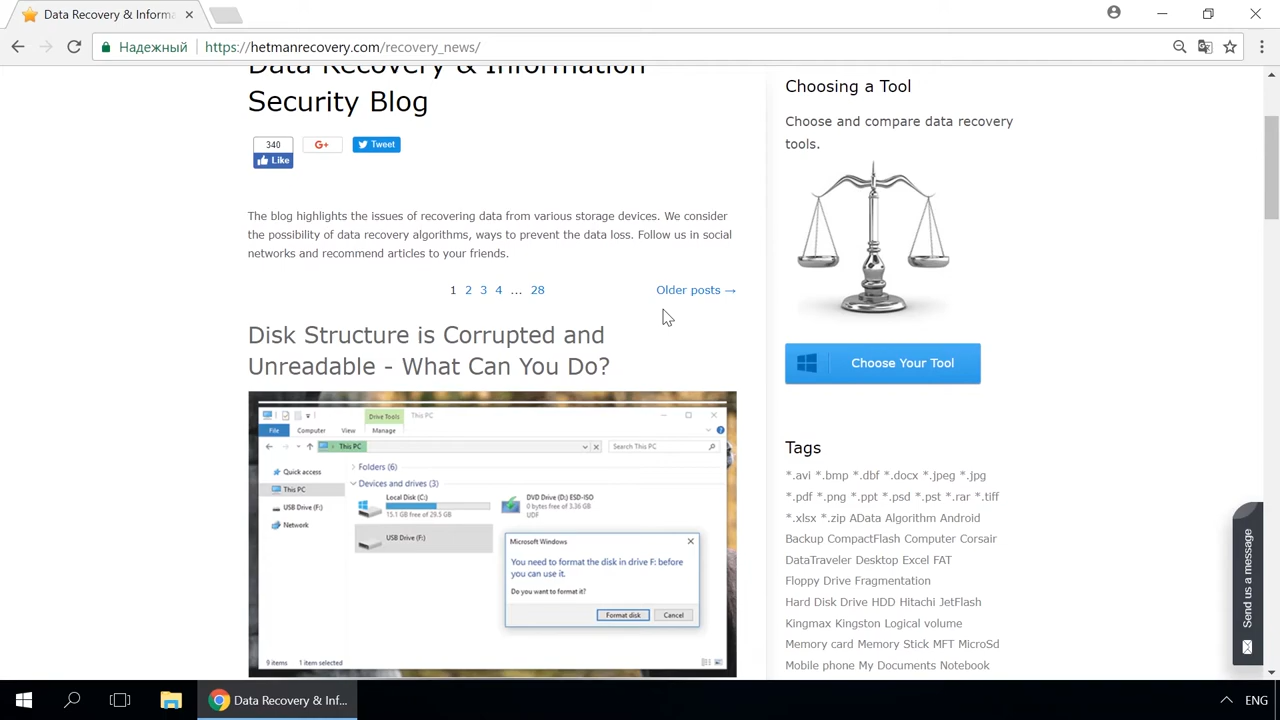 Data Recovery & Informa
Надежный
https://hetmanrecovery.com/recovery_news/
Data Recovery & Information
Security Blog
340
Like
G+
Tweet
The blog highlights the issues of recovering data from various storage devices. We consider
the possibility of data recovery algorithms, ways to prevent the data loss. Follow us in social
networks and recommend articles to your friends.
1 2 3 4 ... 28
Older posts →
Disk Structure is Corrupted and
Unreadable - What Can You Do?
Drive Tools
This PC
File
Computer
View
Manage
This PC
Search This PC
Quick access
This PC
USB Drive (F:)
Network
Folders (6)
Devices and drives (3)
Local Disk (C:)
15.1 GB free of 29.5 GB
DVD Drive (D:) ESD-ISO
0 bytes free of 3.36 GB
UDF
USB Drive (F:)
Microsoft Windows
You need to format the disk in drive F: before
you can use it.
Do you want to format it?
Format disk
Cancel
9 items
1 item selected
Choosing a Tool
Choose and compare data recovery
tools.
Choose Your Tool
Tags
*.avi *.bmp *.dbf *.docx *.jpeg *.jpg
*.pdf *.png *.ppt *.psd *.pst *.rar *.tiff
*.xlsx *.zip AData Algorithm Android
Backup CompactFlash Computer Corsair
DataTraveler Desktop Excel FAT
Floppy Drive Fragmentation
Hard Disk Drive HDD Hitachi JetFlash
Kingmax Kingston Logical volume
Memory card Memory Stick MFT MicroSd
Mobile phone My Documents Notebook
Send us a message
Data Recovery & Inf...
ENG